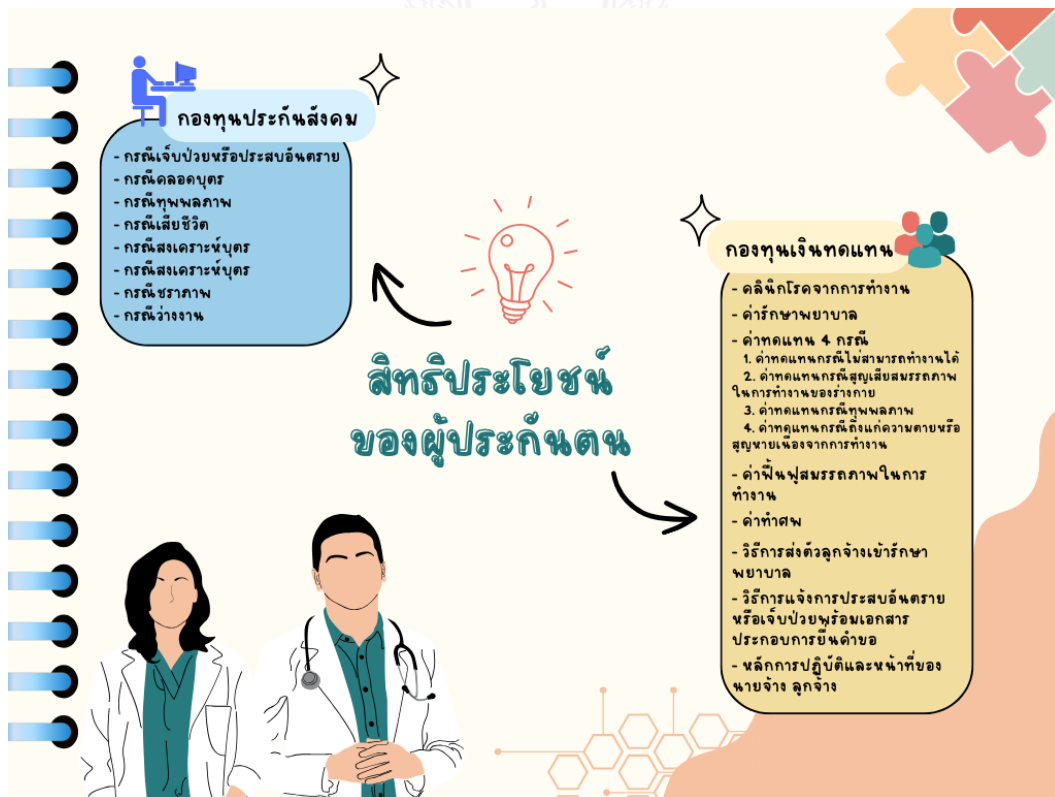 กองทุนประกันสังคม
- กรณีเจ็บป่วยหรือประสบอันตราย
- กรณีคลอดบุตร
- กรณีทุพพลภาพ
- กรณีเสียชีวิต
- กรณีสงเคราะห์บุตร
- กรณีสงเคราะห์บุตร
- กรณีชราภาพ
- กรณีว่างงาน
สิทธิประโยชน์
ของผู้ประกันตน
กองทุนเงินทดแทน
- คลินิกโรคจากการทำงาน
- ค่ารักษาพยาบาล
- ค่าทดแทน 4 กรณี
1. ค่าทดแทนกรณีไม่สามารถทำงานได้
2. ค่าทดแทนกรณีสูญเสียสมรรถภาพ
ในการทำงานของร่างกาย
3. ค่าทดแทนกรณีทุพพลภาพ
4. ค่าทดแทนกรณีถึงแก่ความตายหรือ
สูญหายเนื่องจากการทำงาน
- ค่าฟื้นฟูสมรรถภาพในการ
ทำงาน
- ค่าทำศพ
- วิธีการส่งตัวลูกจ้างเข้ารักษา
พยาบาล
- วิธีการแจ้งการประสบอันตราย
หรือเจ็บป่วยพร้อมเอกสาร
ประกอบการยื่นคำขอ
- หลักการปฏิบัติและหน้าที่ของ
นายจ้าง ลูกจ้าง